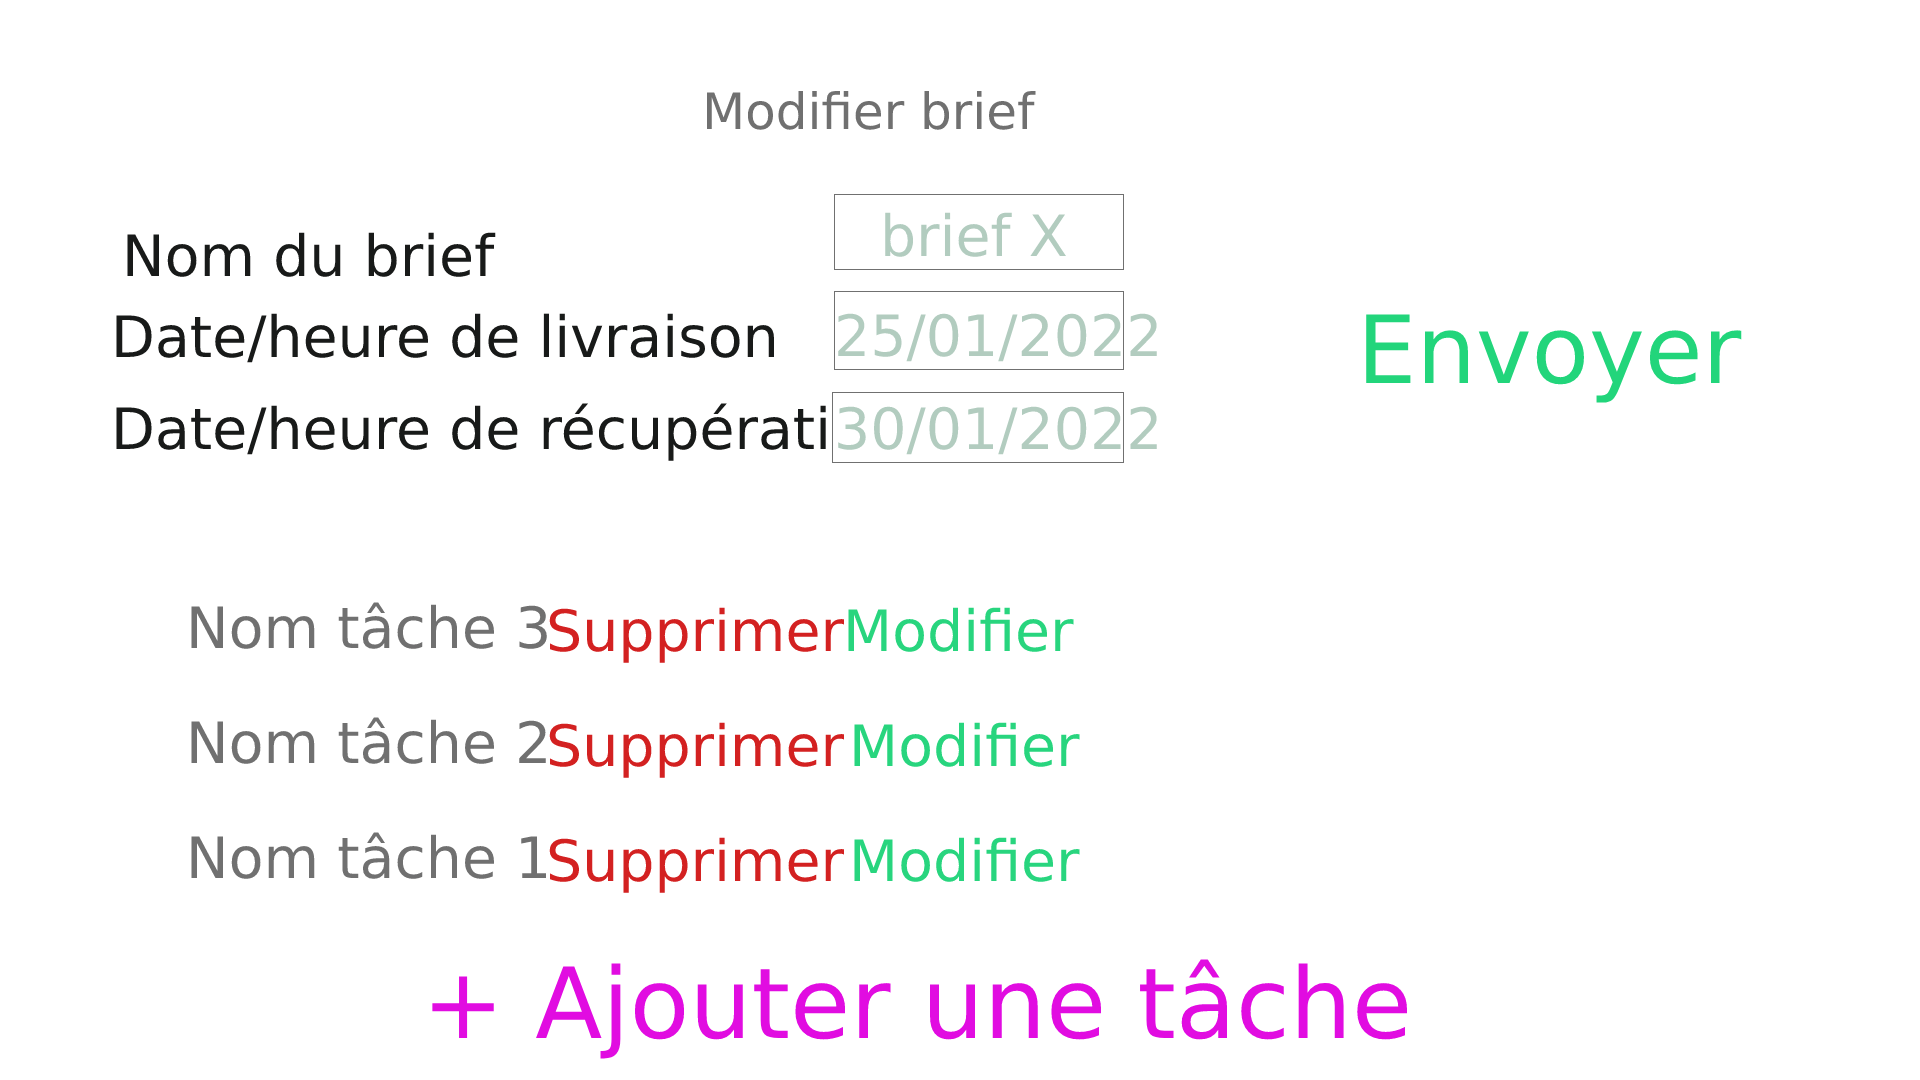 Modifier brief
Nom du brief
brief X
Date/heure de livraison
25/01/2022
Envoyer
Date/heure de récupérati
30/01/2022
Nom tâche 3 Supprimer Modifier
Nom tâche 2 Supprimer Modifier
Nom tâche 1 Supprimer Modifier
+ Ajouter une tâche